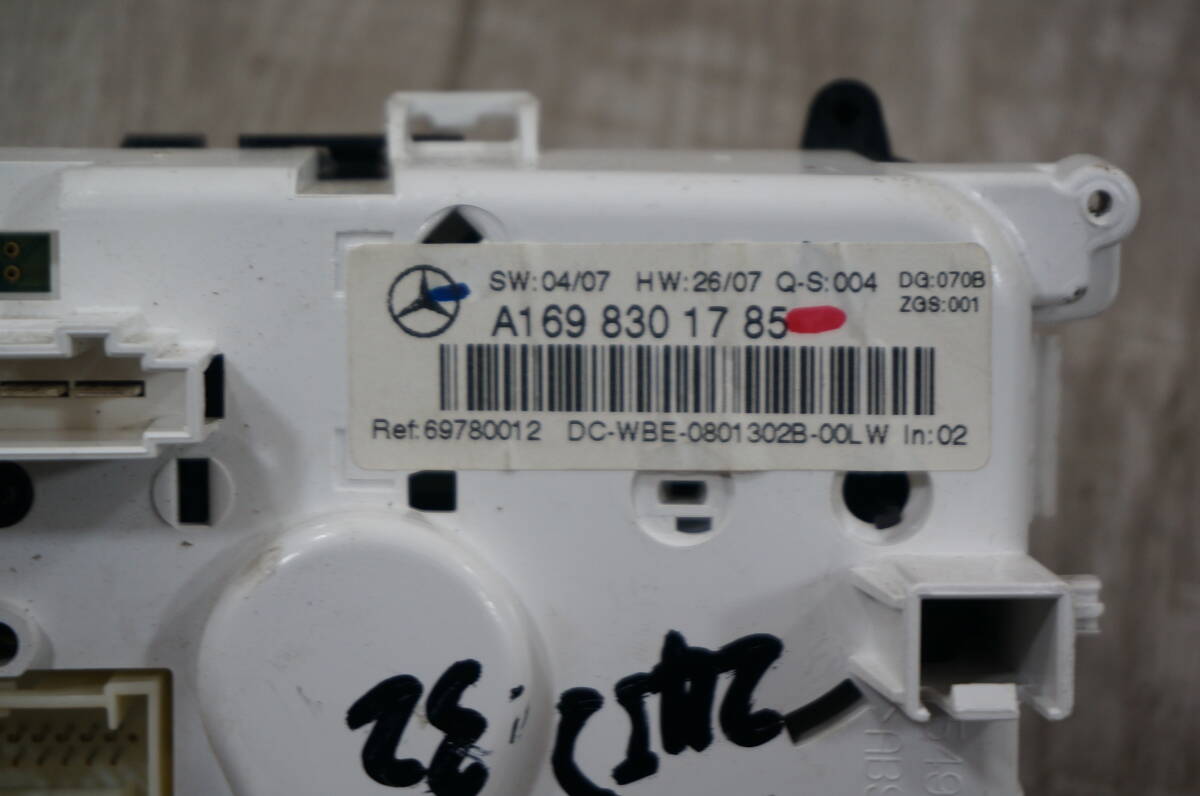 SW:04/07 HW:26/07 Q-S:004 DG:070B
ZGS:001
A169 830 17 85
Ref:69780012 DC-WBE-0801302B-00LW In:02